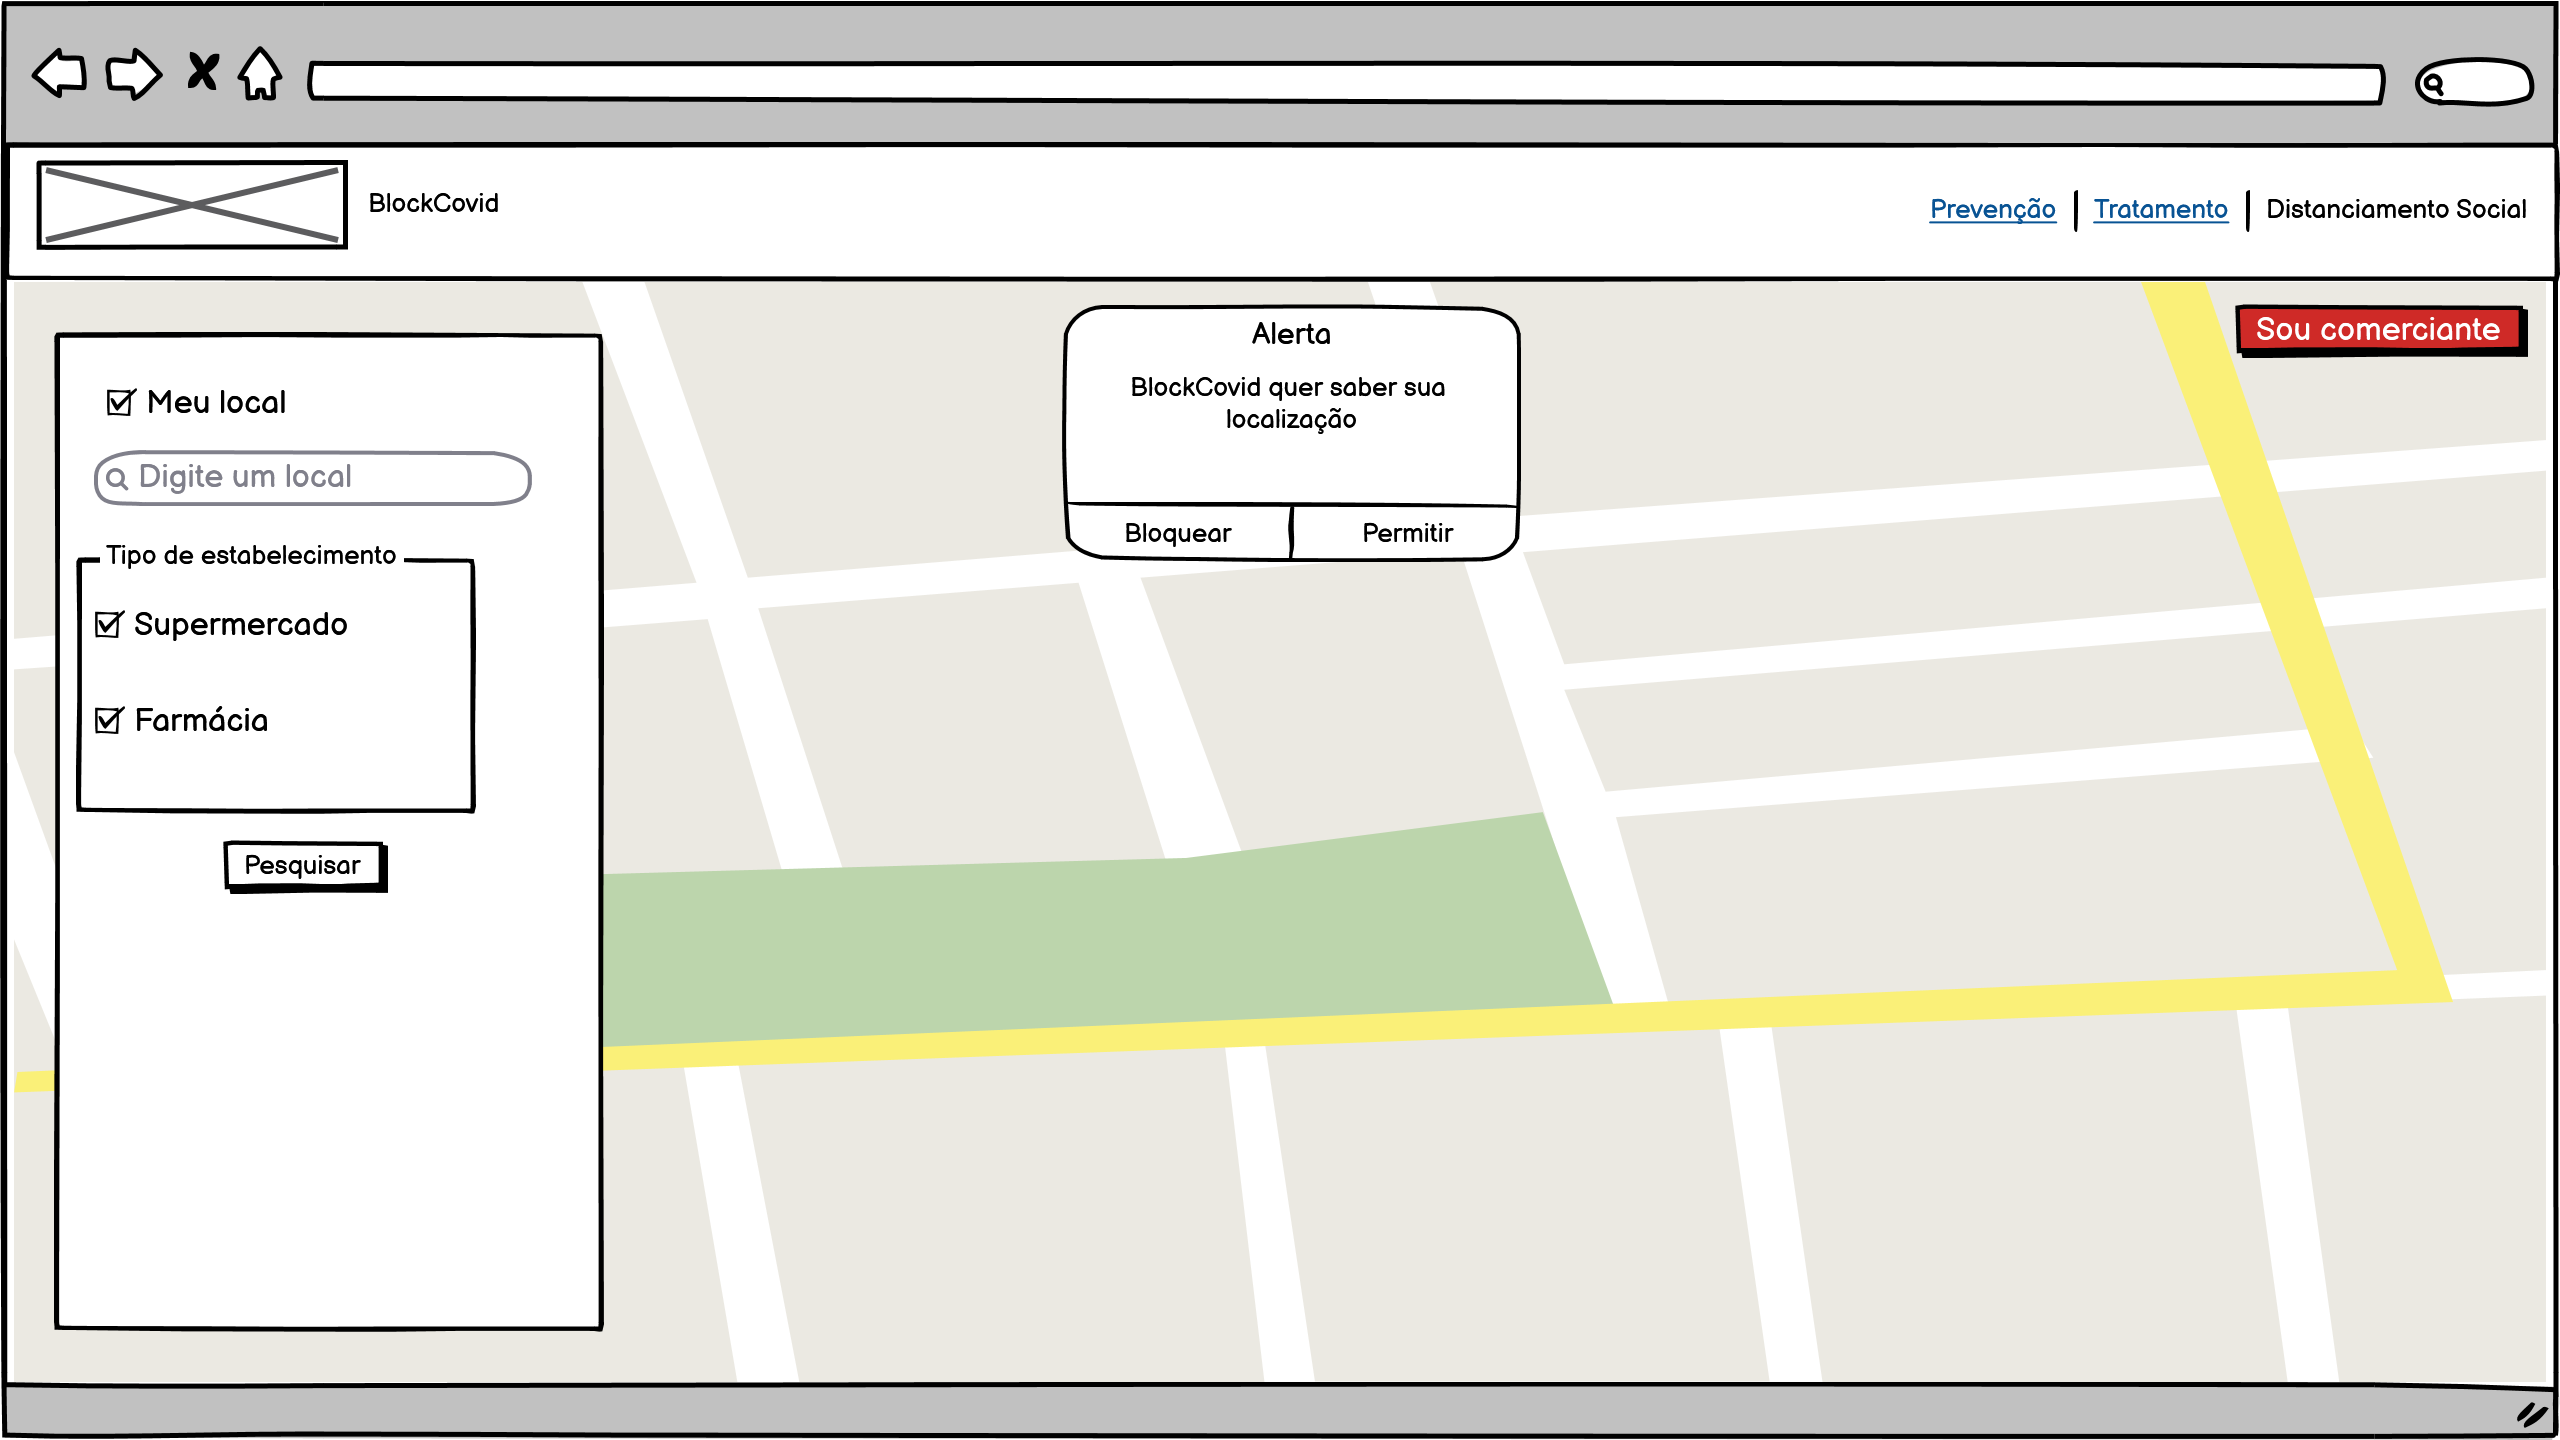 BlockCovid
Prevenção
Tratamento
Distanciamento Social
Sou comerciante
Meu local
Digite um local
Tipo de estabelecimento
Supermercado
Farmácia
Pesquisar
Alerta
BlockCovid quer saber sua
localização
Bloquear
Permitir